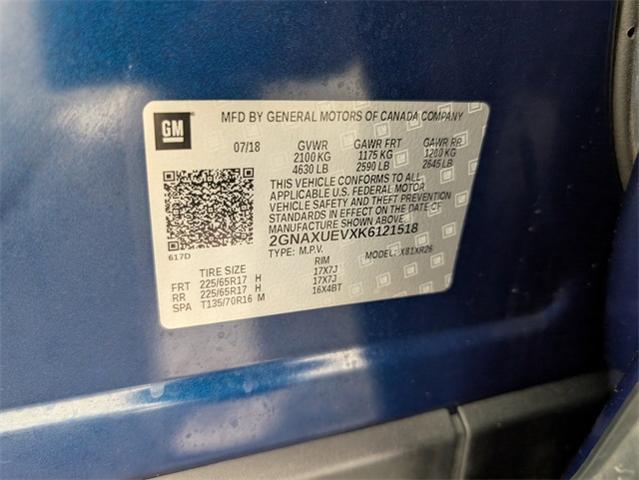 GM
MFD BY GENERAL MOTORS OF CANADA COMPANY
07/18 GVWR GAWR FRT GAWR RR
2100 KG 1175 KG 1200 KG
4630 LB 2590 LB 2645 LB
THIS VEHICLE CONFORMS TO ALL
APPLICABLE U.S. FEDERAL MOTOR
VEHICLE SAFETY AND THEFT PREVENTION
STANDARDS IN EFFECT ON THE DATE OF
MANUFACTURE SHOWN ABOVE.
2GNAXUEVXK6121518
617D
TYPE: M.P.V. MODEL: X81XR26
TIRE SIZE RIM
FRT 225/65R17 H 17X7J
RR 225/65R17 H 17X7J
SPA T135/70R16 M 16X4BT